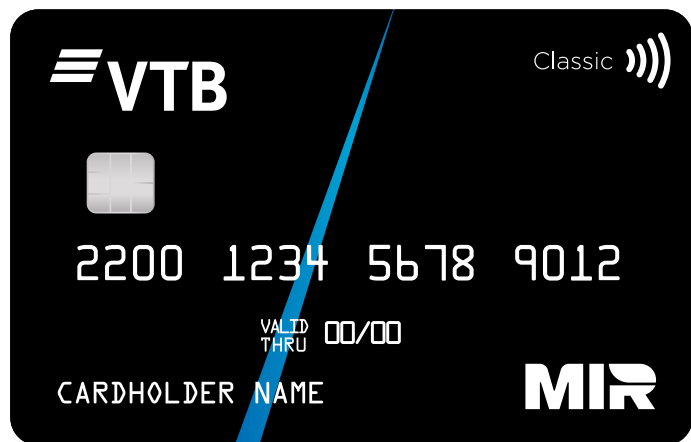 VTB
Classic
2200 1234 5678 9012
VALID THRU 00/00
CARDHOLDER NAME
MIR